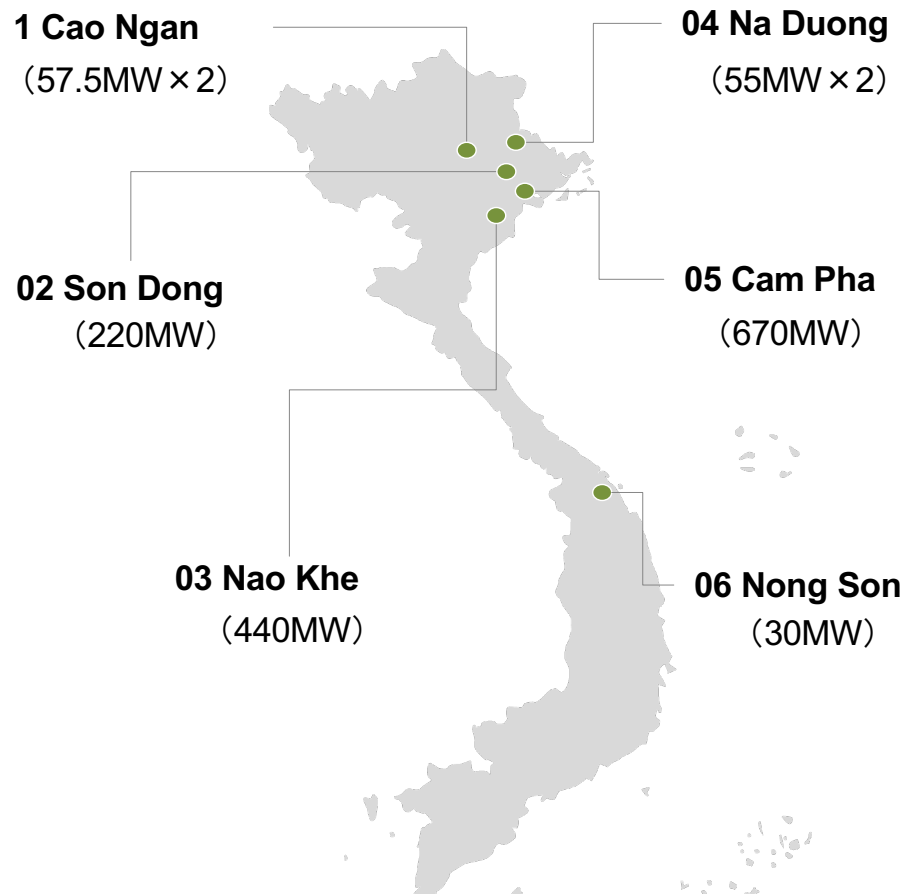 1 Cao Ngan
（57.5MW×2）
04 Na Duong
（55MW×2）
02 Son Dong
（220MW）
05 Cam Pha
（670MW）
03 Nao Khe
（440MW）
06 Nong Son
（30MW）